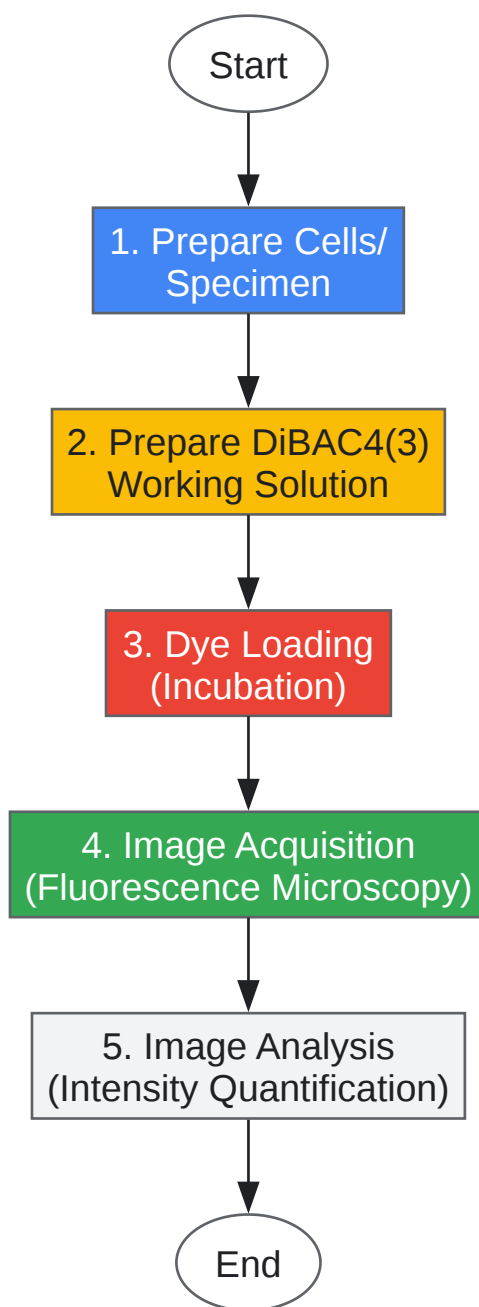 Start
1. Prepare Cells/
Specimen
2. Prepare DiBAC4(3)
Working Solution
3. Dye Loading
(Incubation)
4. Image Acquisition
(Fluorescence Microscopy)
5. Image Analysis
(Intensity Quantification)
End